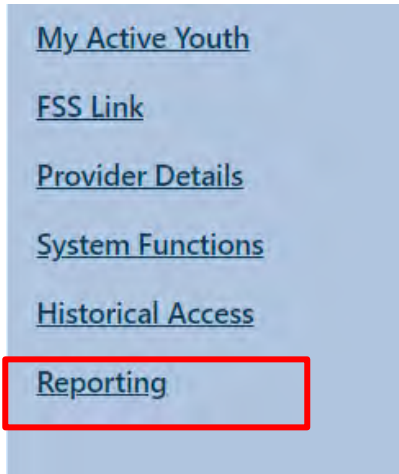 My Active Youth
FSS Link
Provider Details
System Functions
Historical Access
Reporting